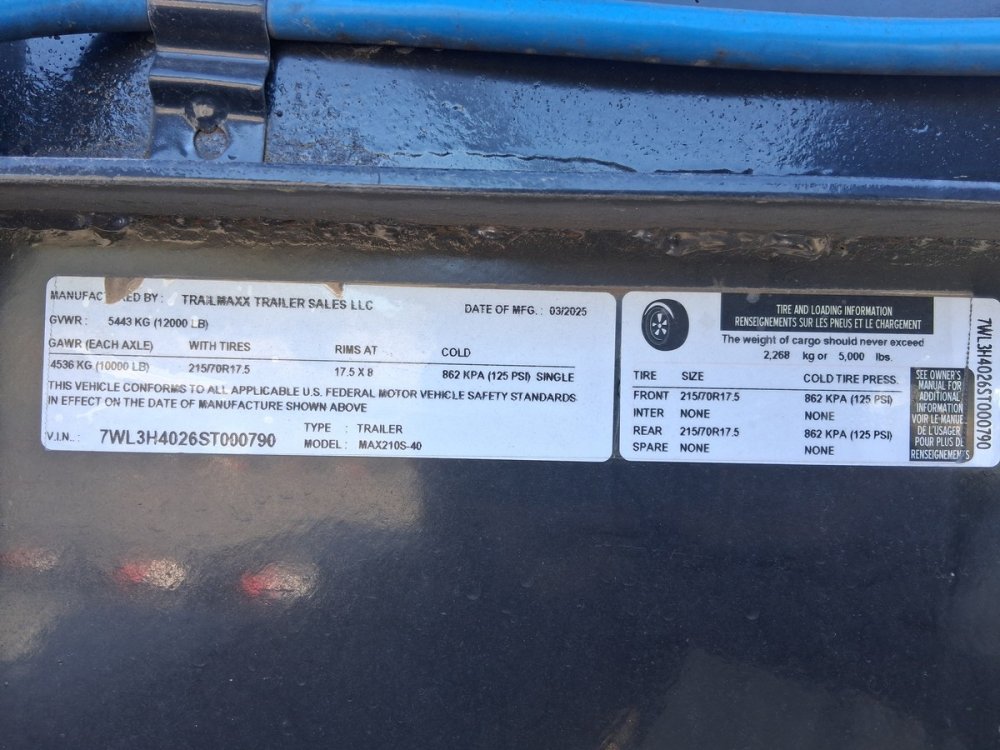 MANUFAC ED BY : TRAILMAXX TRAILER SALES LLC DATE OF MFG. : 03/2025
GVWR : 5443 KG (12000 LB)
GAWR (EACH AXLE) WITH TIRES RIMS AT COLD
4536 KG (10000 LB) 215/70R17.5 17.5 X 8 862 KPA (125 PSI) SINGLE
THIS VEHICLE CONFORMS TO ALL APPLICABLE U.S. FEDERAL MOTOR VEHICLE SAFETY STANDARDS
IN EFFECT ON THE DATE OF MANUFACTURE SHOWN ABOVE
V.I.N.. : 7WL3H4026ST000790 TYPE : TRAILER
MODEL : MAX210S-40
TIRE AND LOADING INFORMATION
RENSEIGNEMENTS SUR LES PNEUS ET LE CHARGEMENT
The weight of cargo should never exceed
2,268 kg or 5,000 lbs.
TIRE SIZE COLD TIRE PRESS.
FRONT 215/70R17.5 862 KPA (125 PSI)
INTER NONE NONE
REAR 215/70R17.5 862 KPA (125 PSI)
SPARE NONE NONE
SEE OWNER'S
MANUAL FOR
ADDITIONAL
INFORMATION
VOIR LE MANUE
DE L'USAGER
POUR PLUS DE
RENSEIGNEMEN S
7WL3H4026ST000790